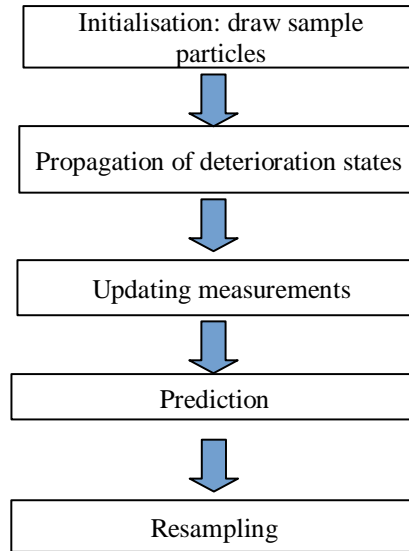 Initialisation: draw sample
particles
Propagation of deterioration states
Updating measurements
Prediction
Resampling